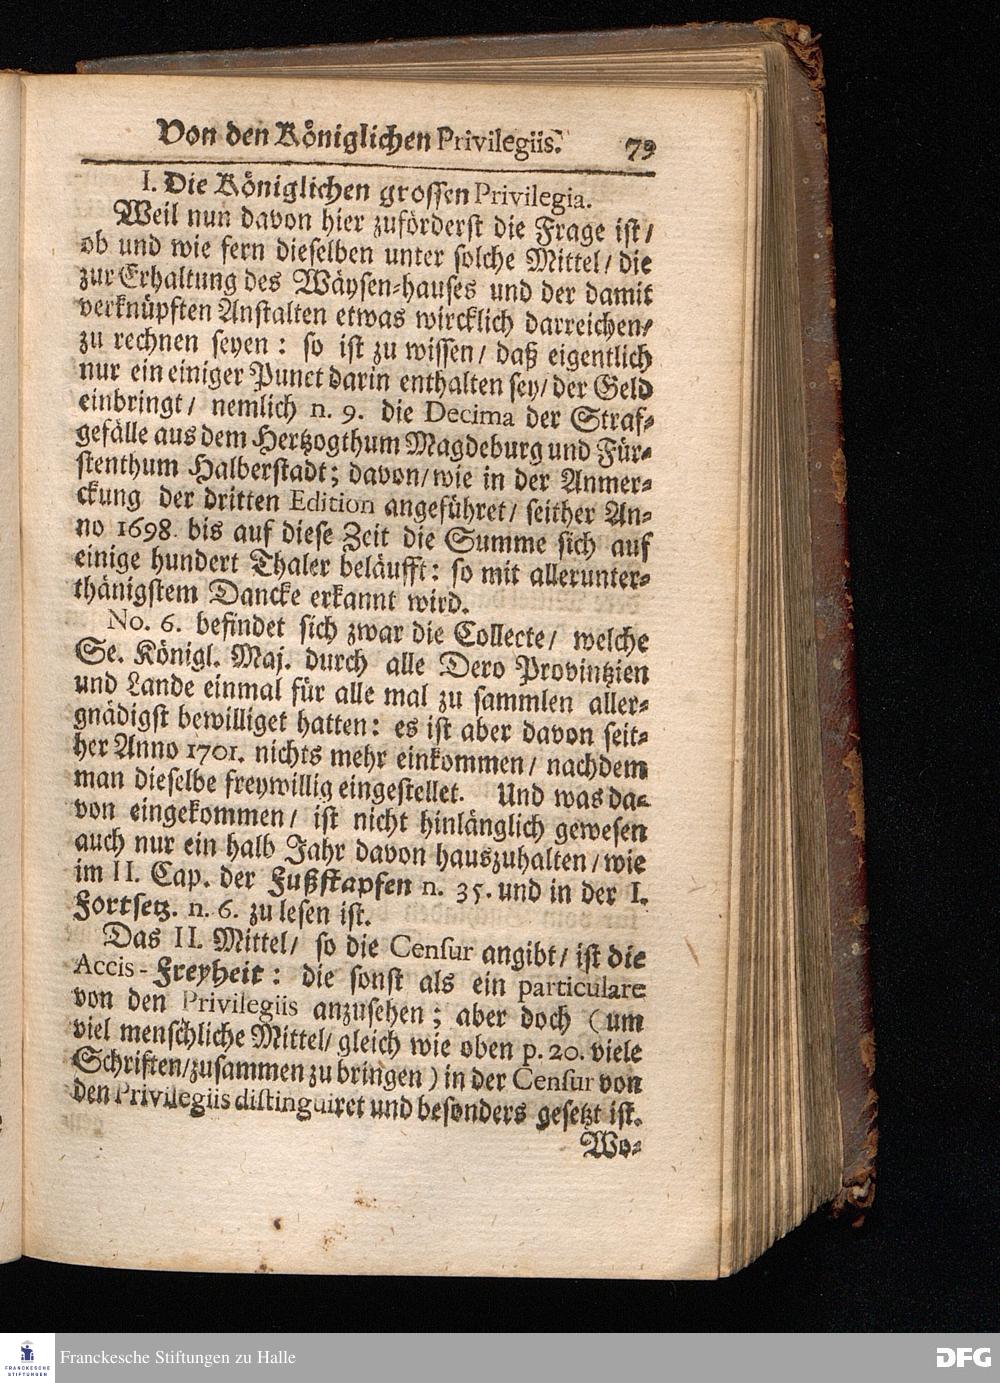 Von den Königlichen Privilegiis. 79
I. Die Königlichen grossen Privilegia.
Weil nun davon hier zuförderst die Frage ist/
ob und wie fern dieselben unter solche Mittel/ die
zur Erhaltung des Wäysen-hauses und der damit
verknüpften Anstalten etwas wircklich darreichen/
zu rechnen seyen: so ist zu wissen/ daß eigentlich
nur ein einiger Punct darin enthalten sey/ der Geld
einbringt/ nemlich n. 9. die Decima der Straf-
gefälle aus dem Hertzogthum Magdeburg und Für-
stenthum Halberstadt; davon/ wie in der Anmer-
ckung der dritten Edition angeführet/ seither An-
no 1698. bis auf diese Zeit die Summe sich auf
einige hundert Thaler beläufft: so mit allerunter-
thänigstem Dancke erkannt wird.
No. 6. befindet sich zwar die Collecte/ welche
Se. Königl. Maj. durch alle Dero Provintzien
und Lande einmal für alle mal zu sammlen aller-
gnädigst bewilliget hatten: es ist aber davon seit-
her Anno 1701. nichts mehr einkommen/ nachdem
man dieselbe freywillig eingestellet. Und was da-
von eingekommen/ ist nicht hinlänglich gewesen
auch nur ein halb Jahr davon hauszuhalten/ wie
im II. Cap. der Fußstapfen n. 35. und in der I.
Fortsetz. n. 6. zu lesen ist.
Das II. Mittel/ so die Censur angibt/ ist die
Accis-Freyheit: die sonst als ein particulare
von den Privilegiis anzusehen; aber doch (um
viel menschliche Mittel/ gleich wie oben p. 20. viele
Schriften/ zusammen zu bringen) in der Censur von
den Privilegiis distinguiret und besonders gesetzt ist.
Wo-
FRANCKESCHE
STIFTUNGEN
Franckesche Stiftungen zu Halle
DFG